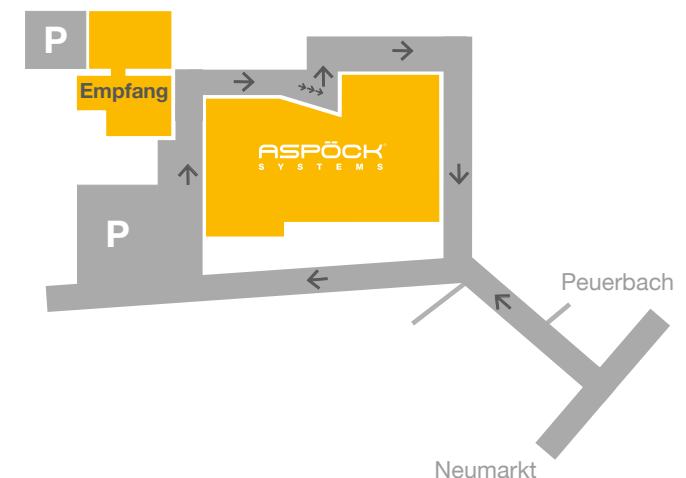 P
Empfang
ASPÖCK
SYSTEMS
P
Peuerbach
Neumarkt